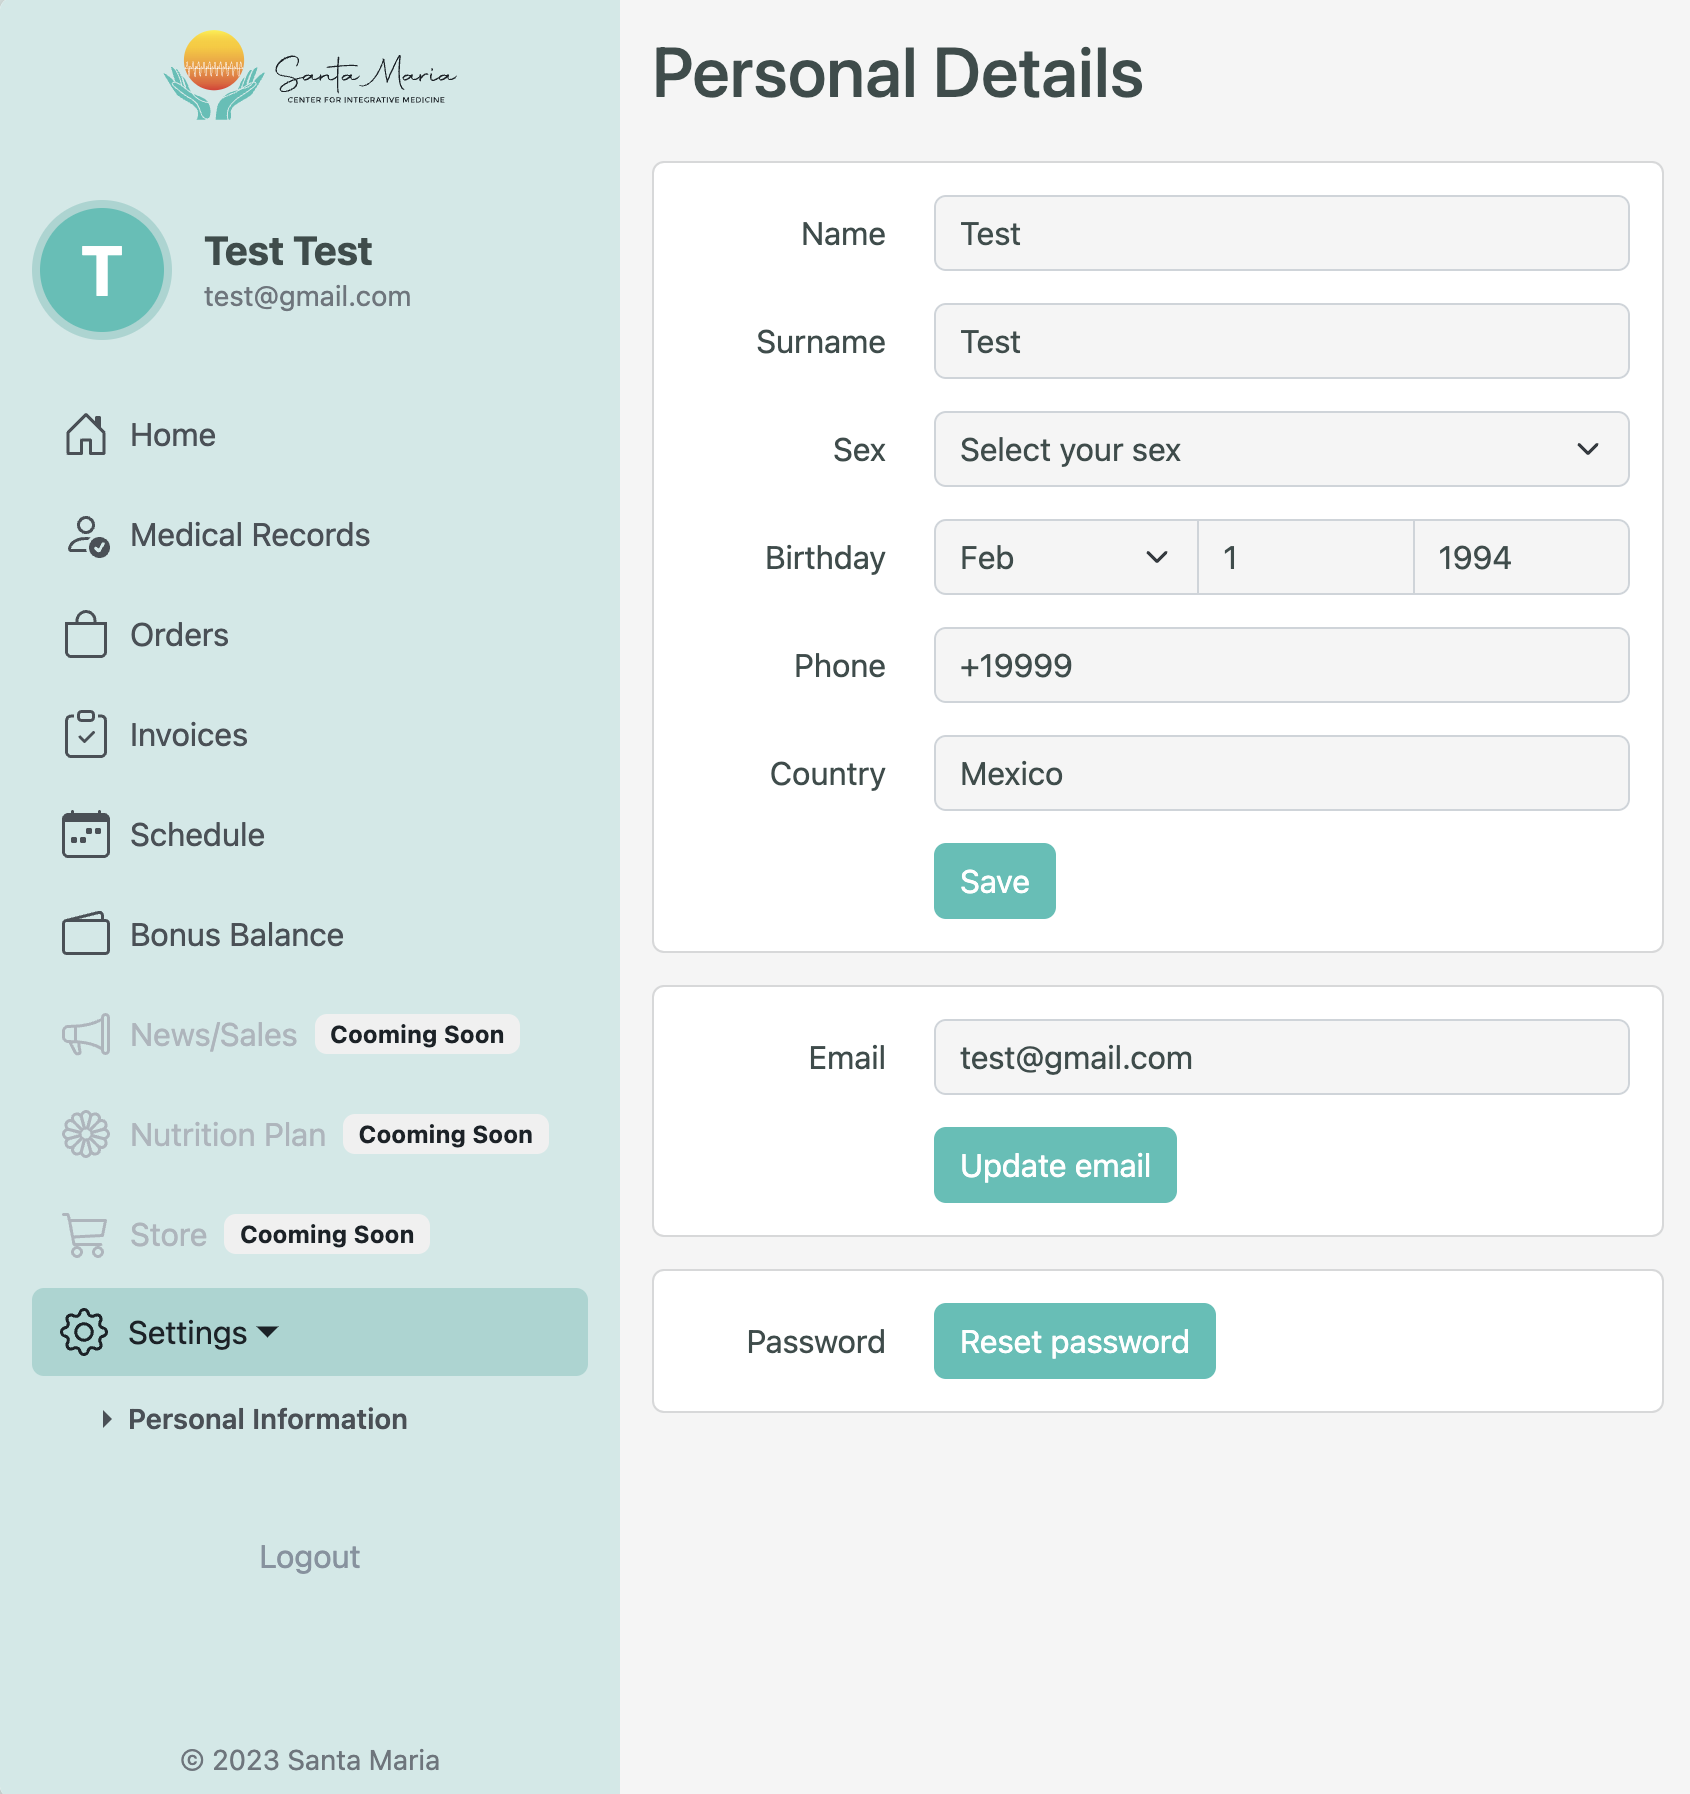 Santa Maria
CENTER FOR INTEGRATIVE MEDICINE
T
Test Test
test@gmail.com
Home
Medical Records
Orders
Invoices
Schedule
Bonus Balance
News/Sales Cooming Soon
Nutrition Plan Cooming Soon
Store Cooming Soon
Settings
Personal Information
Logout
© 2023 Santa Maria
Personal Details
Name Test
Surname Test
Sex Select your sex
Birthday Feb 1 1994
Phone +19999
Country Mexico
Save
Email test@gmail.com
Update email
Password Reset password